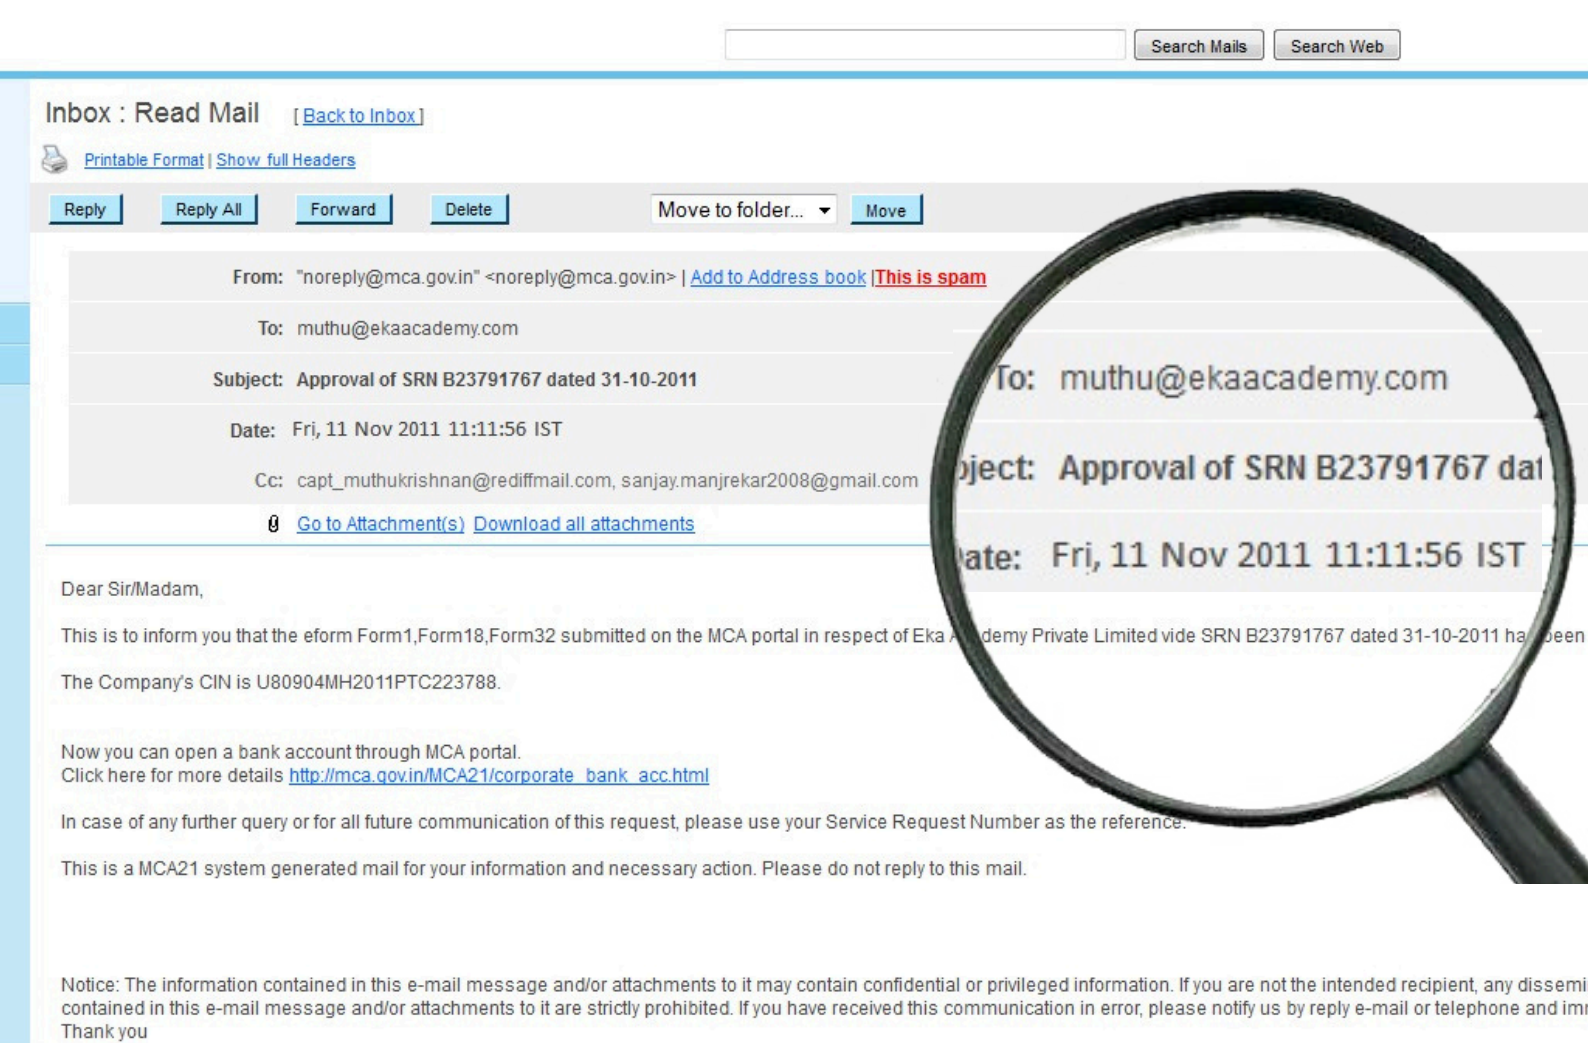 Search Mails Search Web
Inbox : Read Mail [ Back to Inbox ]
Printable Format | Show full Headers
Reply Reply All Forward Delete Move to folder... Move
From: "noreply@mca.gov.in" <noreply@mca.gov.in> | Add to Address book |This is spam
To: muthu@ekaacademy.com
Subject: Approval of SRN B23791767 dated 31-10-2011
Date: Fri, 11 Nov 2011 11:11:56 IST
Cc: capt_muthukrishnan@rediffmail.com, sanjay.manjrekar2008@gmail.com
Go to Attachment(s) Download all attachments
To: muthu@ekaacademy.com
bject: Approval of SRN B23791767 dat
ate: Fri, 11 Nov 2011 11:11:56 IST
Dear Sir/Madam,
This is to inform you that the eform Form1,Form18,Form32 submitted on the MCA portal in respect of Eka A demy Private Limited vide SRN B23791767 dated 31-10-2011 ha been
The Company's CIN is U80904MH2011PTC223788.
Now you can open a bank account through MCA portal.
Click here for more details http://mca.gov.in/MCA21/corporate_bank_acc.html
In case of any further query or for all future communication of this request, please use your Service Request Number as the reference.
This is a MCA21 system generated mail for your information and necessary action. Please do not reply to this mail.
Notice: The information contained in this e-mail message and/or attachments to it may contain confidential or privileged information. If you are not the intended recipient, any dissemi
contained in this e-mail message and/or attachments to it are strictly prohibited. If you have received this communication in error, please notify us by reply e-mail or telephone and imm
Thank you